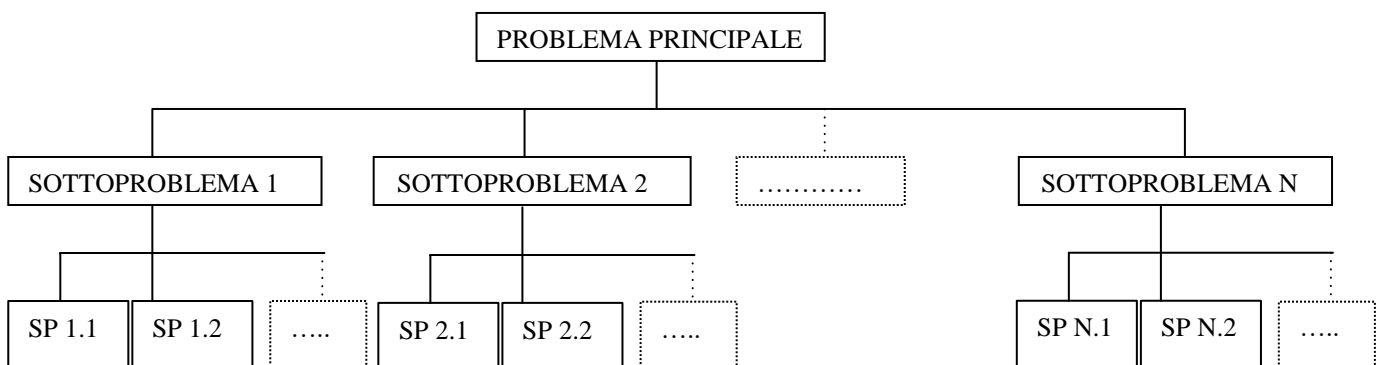 PROBLEMA PRINCIPALE
SOTTOPROBLEMA 1
SOTTOPROBLEMA 2
…………
SOTTOPROBLEMA N
SP 1.1
SP 1.2
…..
SP 2.1
SP 2.2
…..
SP N.1
SP N.2
…..